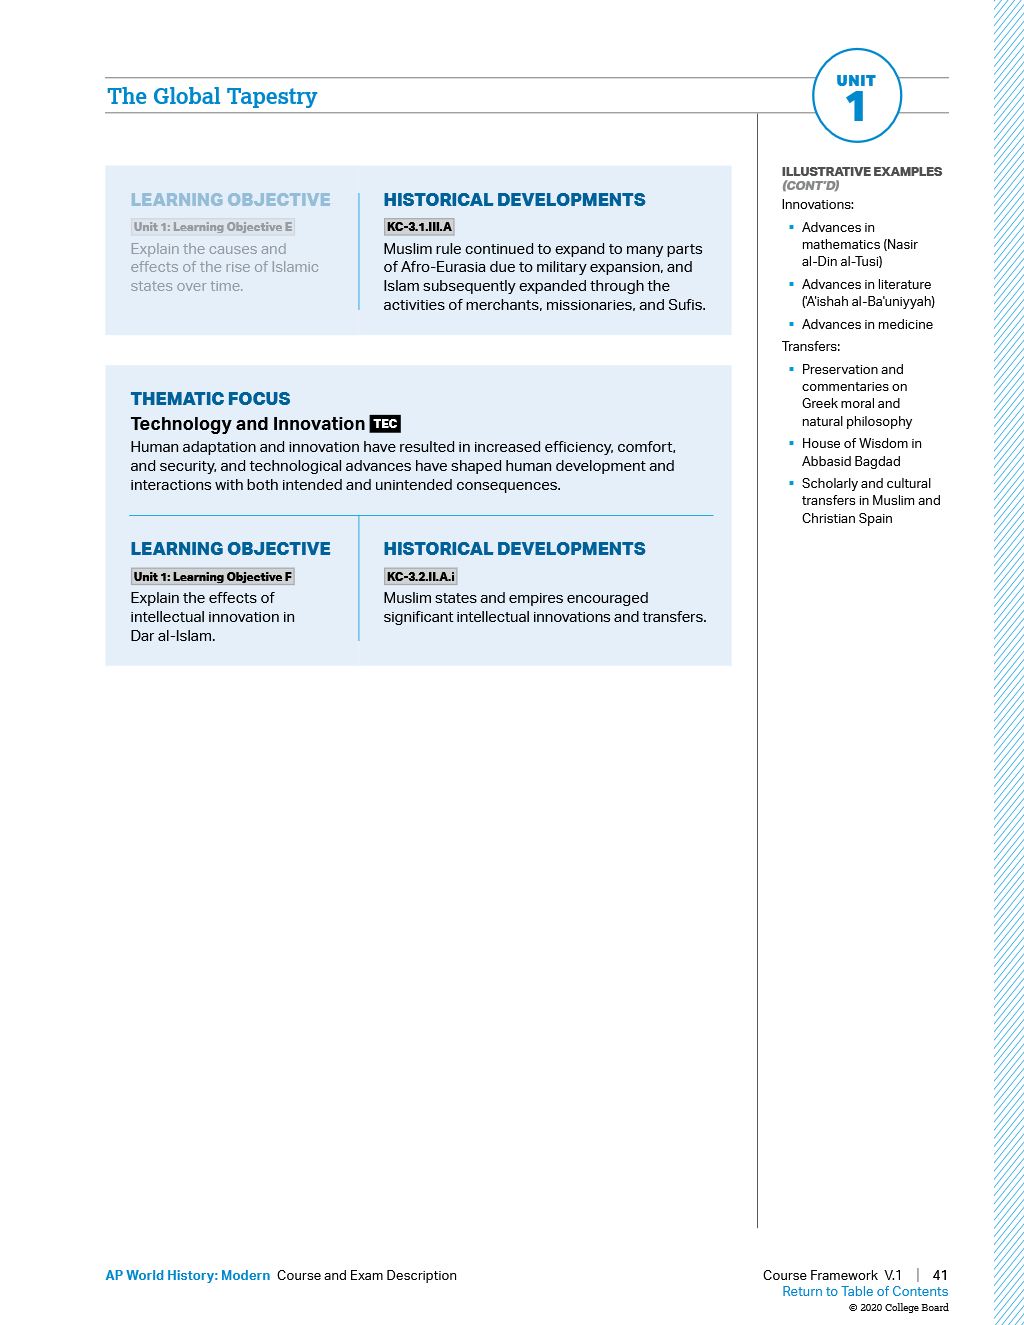 The Global Tapestry
UNIT
1
LEARNING OBJECTIVE
Unit 1: Learning Objective E
Explain the causes and
effects of the rise of Islamic
states over time.
HISTORICAL DEVELOPMENTS
KC-3.1.III.A
Muslim rule continued to expand to many parts
of Afro-Eurasia due to military expansion, and
Islam subsequently expanded through the
activities of merchants, missionaries, and Sufis.
THEMATIC FOCUS
Technology and Innovation TEC
Human adaptation and innovation have resulted in increased efficiency, comfort,
and security, and technological advances have shaped human development and
interactions with both intended and unintended consequences.
LEARNING OBJECTIVE
Unit 1: Learning Objective F
Explain the effects of
intellectual innovation in
Dar al-Islam.
HISTORICAL DEVELOPMENTS
KC-3.2.II.A.i
Muslim states and empires encouraged
significant intellectual innovations and transfers.
ILLUSTRATIVE EXAMPLES
(CONT'D)
Innovations:
▪ Advances in
mathematics (Nasir
al-Din al-Tusi)
▪ Advances in literature
('A'ishah al-Ba'uniyyah)
▪ Advances in medicine
Transfers:
▪ Preservation and
commentaries on
Greek moral and
natural philosophy
▪ House of Wisdom in
Abbasid Bagdad
▪ Scholarly and cultural
transfers in Muslim and
Christian Spain
AP World History: Modern Course and Exam Description
Course Framework V.1 | 41
Return to Table of Contents
© 2020 College Board